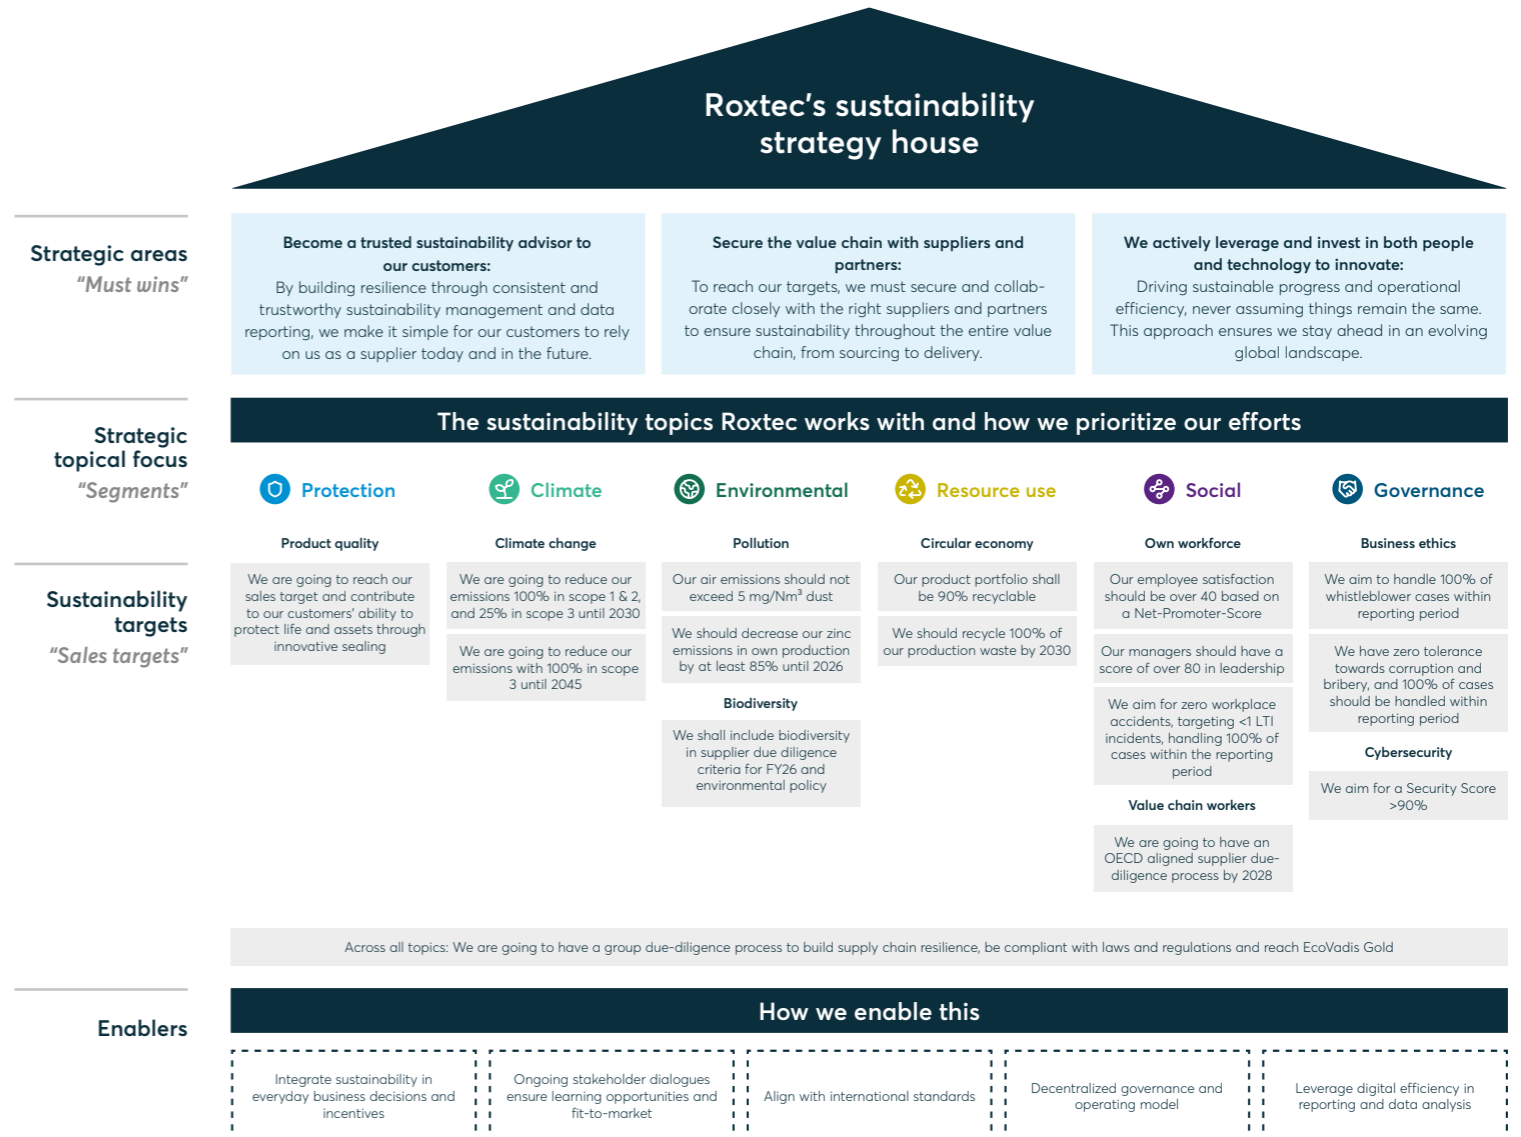 Roxtec's sustainability
strategy house
Strategic areas
"Must wins"
Become a trusted sustainability advisor to
our customers:
By building resilience through consistent and
trustworthy sustainability management and data
reporting, we make it simple for our customers to rely
on us as a supplier today and in the future.
Secure the value chain with suppliers and
partners:
To reach our targets, we must secure and collab-
orate closely with the right suppliers and partners
to ensure sustainability throughout the entire value
chain, from sourcing to delivery.
We actively leverage and invest in both people
and technology to innovate:
Driving sustainable progress and operational
efficiency, never assuming things remain the same.
This approach ensures we stay ahead in an evolving
global landscape.
Strategic
topical focus
"Segments"
The sustainability topics Roxtec works with and how we prioritize our efforts
Protection
Climate
Environmental
Resource use
Social
Governance
Sustainability
targets
"Sales targets"
Product quality
We are going to reach our
sales target and contribute
to our customers' ability to
protect life and assets through
innovative sealing
Climate change
We are going to reduce our
emissions 100% in scope 1 & 2,
and 25% in scope 3 until 2030
We are going to reduce our
emissions with 100% in scope
3 until 2045
Pollution
Our air emissions should not
exceed 5 mg/Nm³ dust
We should decrease our zinc
emissions in own production
by at least 85% until 2026
Biodiversity
We shall include biodiversity
in supplier due diligence
criteria for FY26 and
environmental policy
Circular economy
Our product portfolio shall
be 90% recyclable
We should recycle 100% of
our production waste by 2030
Own workforce
Our employee satisfaction
should be over 40 based on
a Net-Promoter-Score
Our managers should have a
score of over 80 in leadership
We aim for zero workplace
accidents, targeting <1 LTI
incidents, handling 100% of
cases within the reporting
period
Value chain workers
We are going to have an
OECD aligned supplier due-
diligence process by 2028
Business ethics
We aim to handle 100% of
whistleblower cases within
reporting period
We have zero tolerance
towards corruption and
bribery, and 100% of cases
should be handled within
reporting period
Cybersecurity
We aim for a Security Score
>90%
Across all topics: We are going to have a group due-diligence process to build supply chain resilience, be compliant with laws and regulations and reach EcoVadis Gold
Enablers
How we enable this
Integrate sustainability in
everyday business decisions and
incentives
Ongoing stakeholder dialogues
ensure learning opportunities and
fit-to-market
Align with international standards
Decentralized governance and
operating model
Leverage digital efficiency in
reporting and data analysis